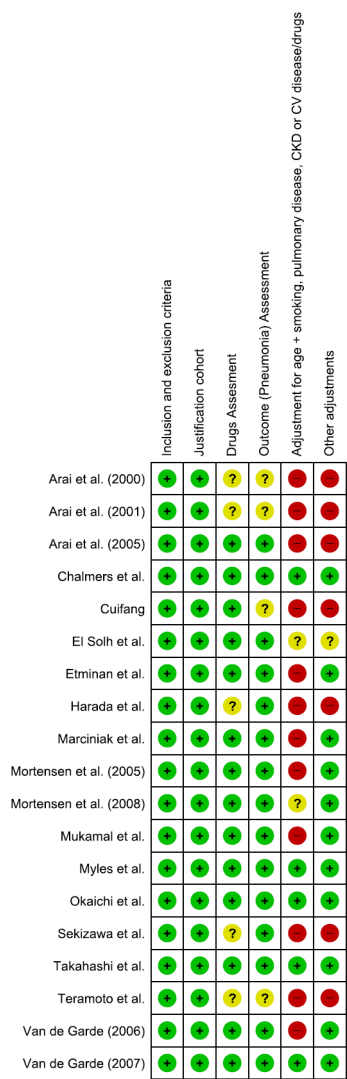 Inclusion and exclusion criteria
Justification cohort
Drugs Assesment
Outcome (Pneumonia) Assessment
Adjustment for age + smoking, pulmonary disease, CKD or CV disease/drugs
Other adjustments
Arai et al. (2000) + + ? ? − −
Arai et al. (2001) + + ? ? − −
Arai et al. (2005) + + + + − −
Chalmers et al. + + + + + +
Cuifang + + + ? − −
El Solh et al. + + + + ? ?
Etminan et al. + + + + − +
Harada et al. + + ? + − −
Marciniak et al. + + + + − +
Mortensen et al. (2005) + + + + − +
Mortensen et al. (2008) + + + + ? +
Mukamal et al. + + + + − +
Myles et al. + + + + + +
Okaichi et al. + + + + + +
Sekizawa et al. + + ? + − −
Takahashi et al. + + + + + +
Teramoto et al. + + ? ? − −
Van de Garde (2006) + + + + − +
Van de Garde (2007) + + + + + +